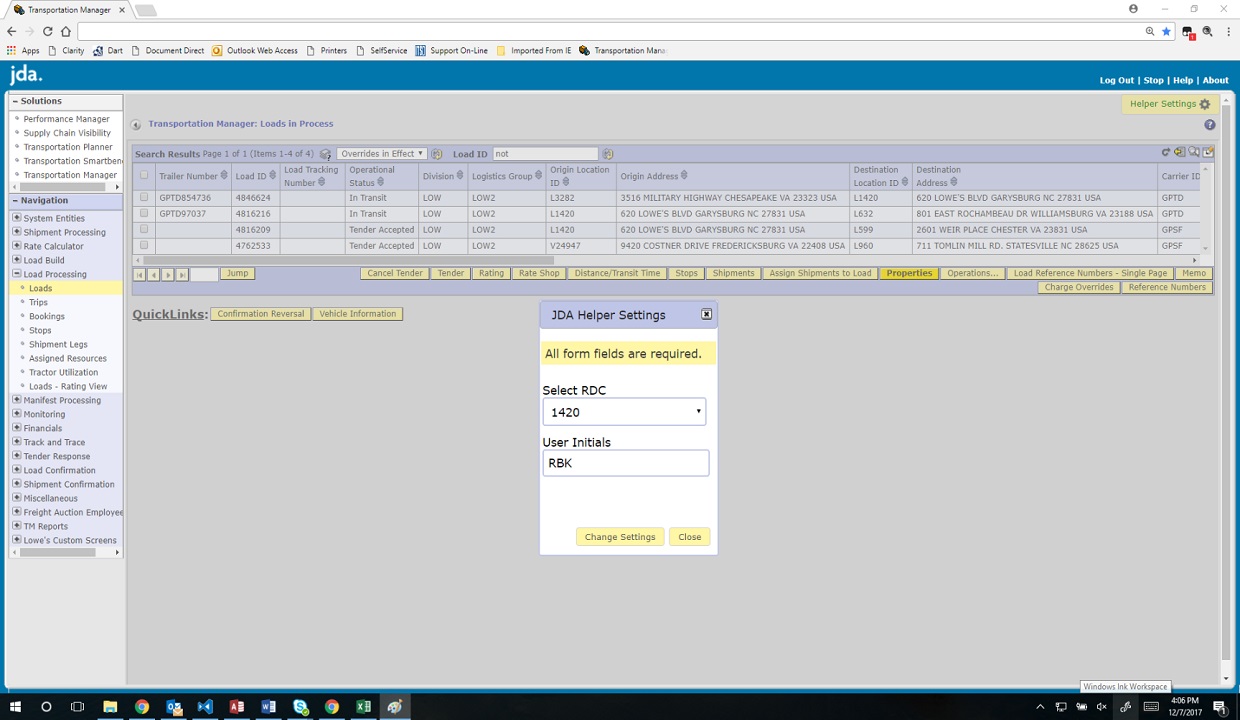 Transportation Manager
Apps Clarity Dart Document Direct Outlook Web Access Printers SelfService Support On-Line Imported From IE Transportation Mana
jda.
Log Out | Stop | Help | About
Solutions
Performance Manager
Supply Chain Visibility
Transportation Planner
Transportation Smartben
Transportation Manager
Navigation
System Entities
Shipment Processing
Rate Calculator
Load Build
Load Processing
Loads
Trips
Bookings
Stops
Shipment Legs
Assigned Resources
Tractor Utilization
Loads - Rating View
Manifest Processing
Monitoring
Financials
Track and Trace
Tender Response
Load Confirmation
Shipment Confirmation
Miscellaneous
Freight Auction Employee
TM Reports
Lowe's Custom Screens
Helper Settings
Transportation Manager: Loads in Process
Search Results Page 1 of 1 (Items 1-4 of 4) Overrides in Effect Load ID not
Trailer Number Load ID Load Tracking Number Operational Status Division Logistics Group Origin Location ID Origin Address Destination Location ID Destination Address Carrier ID
GPTD854736 4846624 In Transit LOW LOW2 L3282 3516 MILITARY HIGHWAY CHESAPEAKE VA 23323 USA L1420 620 LOWE'S BLVD GARYSBURG NC 27831 USA GPTD
GPTD97037 4816216 In Transit LOW LOW2 L1420 620 LOWE'S BLVD GARYSBURG NC 27831 USA L632 801 EAST ROCHAMBEAU DR WILLIAMSBURG VA 23188 USA GPTD
4816209 Tender Accepted LOW LOW2 L1420 620 LOWE'S BLVD GARYSBURG NC 27831 USA L599 2601 WEIR PLACE CHESTER VA 23831 USA GPSF
4762533 Tender Accepted LOW LOW2 V24947 9420 COSTNER DRIVE FREDERICKSBURG VA 22408 USA L960 711 TOMLIN MILL RD. STATESVILLE NC 28625 USA GPSF
Jump Cancel Tender Tender Rating Rate Shop Distance/Transit Time Stops Shipments Assign Shipments to Load Properties Operations... Load Reference Numbers - Single Page Memo
Charge Overrides Reference Numbers
QuickLinks: Confirmation Reversal Vehicle Information
JDA Helper Settings
All form fields are required.
Select RDC
1420
User Initials
RBK
Change Settings Close
Windows Ink Workspace
4:06 PM
12/7/2017